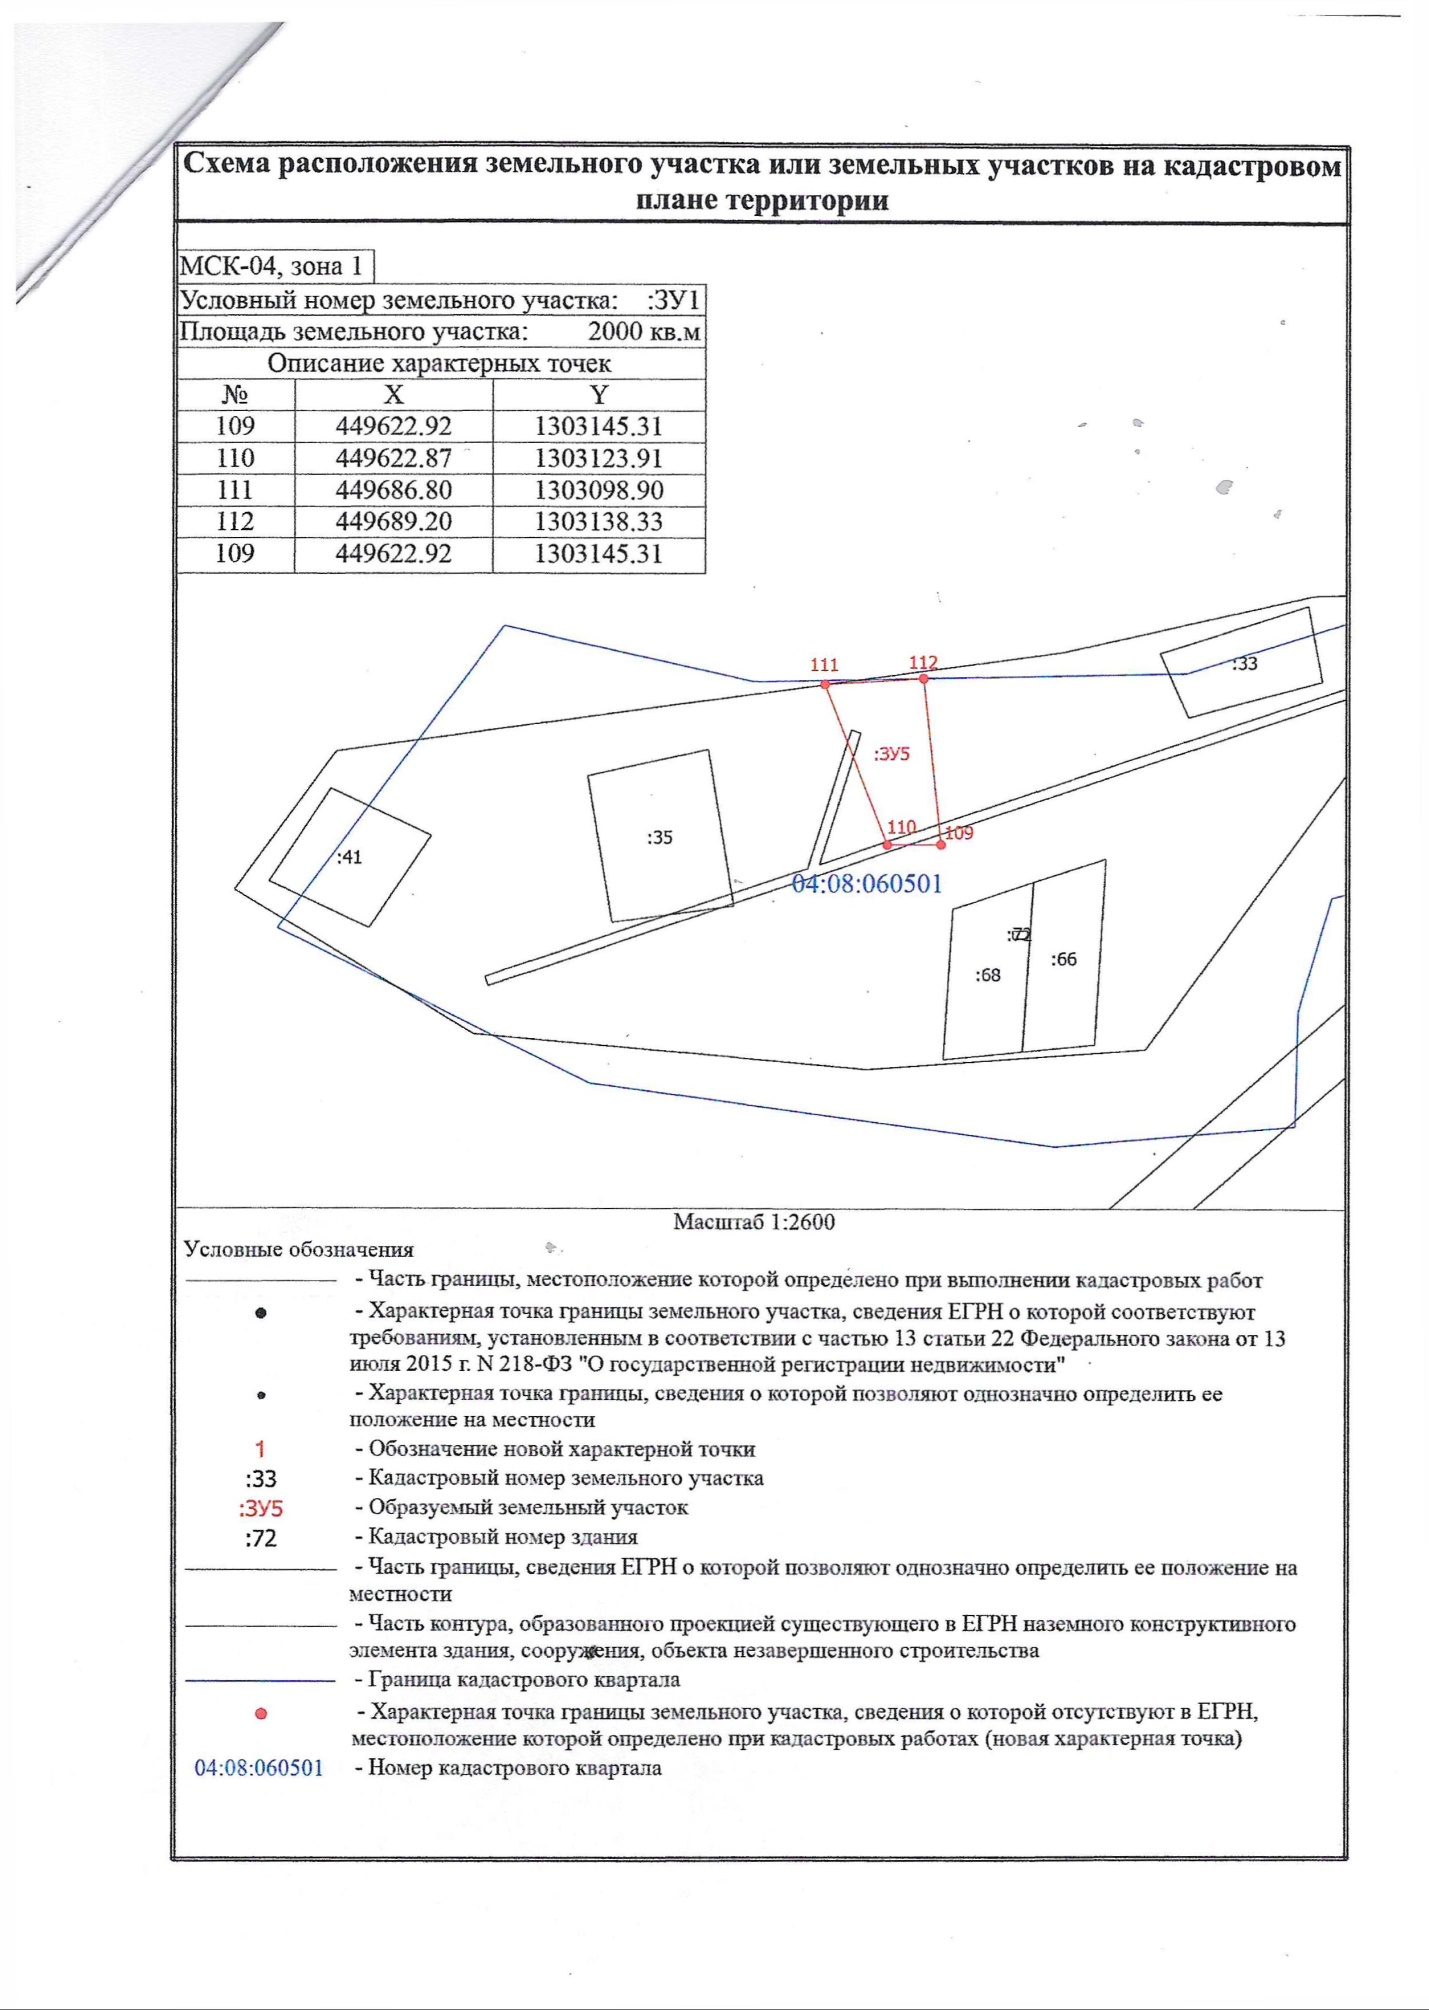 Схема расположения земельного участка или земельных участков на кадастровом
плане территории
МСК-04, зона 1
Условный номер земельного участка: :ЗУ1
Площадь земельного участка: 2000 кв.м
Описание характерных точек
№ X Y
109 449622.92 1303145.31
110 449622.87 1303123.91
111 449686.80 1303098.90
112 449689.20 1303138.33
109 449622.92 1303145.31
111
112
:33
:ЗУ5
110
109
:35
:41
04:08:060501
:72
:66
:68
Масштаб 1:2600
Условные обозначения
- Часть границы, местоположение которой определено при выполнении кадастровых работ
- Характерная точка границы земельного участка, сведения ЕГРН о которой соответствуют
требованиям, установленным в соответствии с частью 13 статьи 22 Федерального закона от 13
июля 2015 г. N 218-ФЗ "О государственной регистрации недвижимости"
- Характерная точка границы, сведения о которой позволяют однозначно определить ее
положение на местности
1 - Обозначение новой характерной точки
:33 - Кадастровый номер земельного участка
:ЗУ5 - Образуемый земельный участок
:72 - Кадастровый номер здания
- Часть границы, сведения ЕГРН о которой позволяют однозначно определить ее положение на
местности
- Часть контура, образованного проекцией существующего в ЕГРН наземного конструктивного
элемента здания, сооружения, объекта незавершенного строительства
- Граница кадастрового квартала
- Характерная точка границы земельного участка, сведения о которой отсутствуют в ЕГРН,
местоположение которой определено при кадастровых работах (новая характерная точка)
04:08:060501 - Номер кадастрового квартала